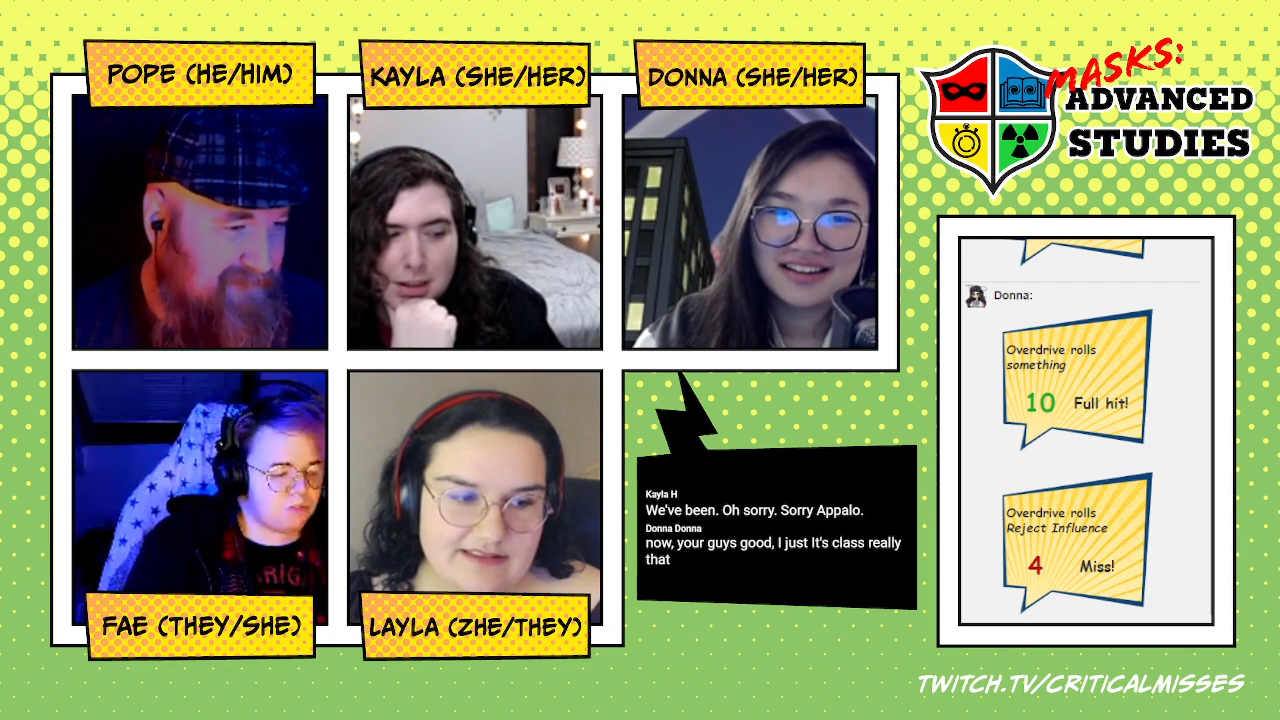 POPE (HE/HIM)
KAYLA (SHE/HER)
DONNA (SHE/HER)
MASKS:
ADVANCED
STUDIES
Donna:
Overdrive rolls
something
10 Full hit!
Overdrive rolls
Reject Influence
4 Miss!
Kayla H
We've been. Oh sorry. Sorry Appalo.
Donna Donna
now, your guys good, I just It's class really
that
FAE (THEY/SHE)
LAYLA (ZHE/THEY)
TWITCH.TV/CRITICALMISSES